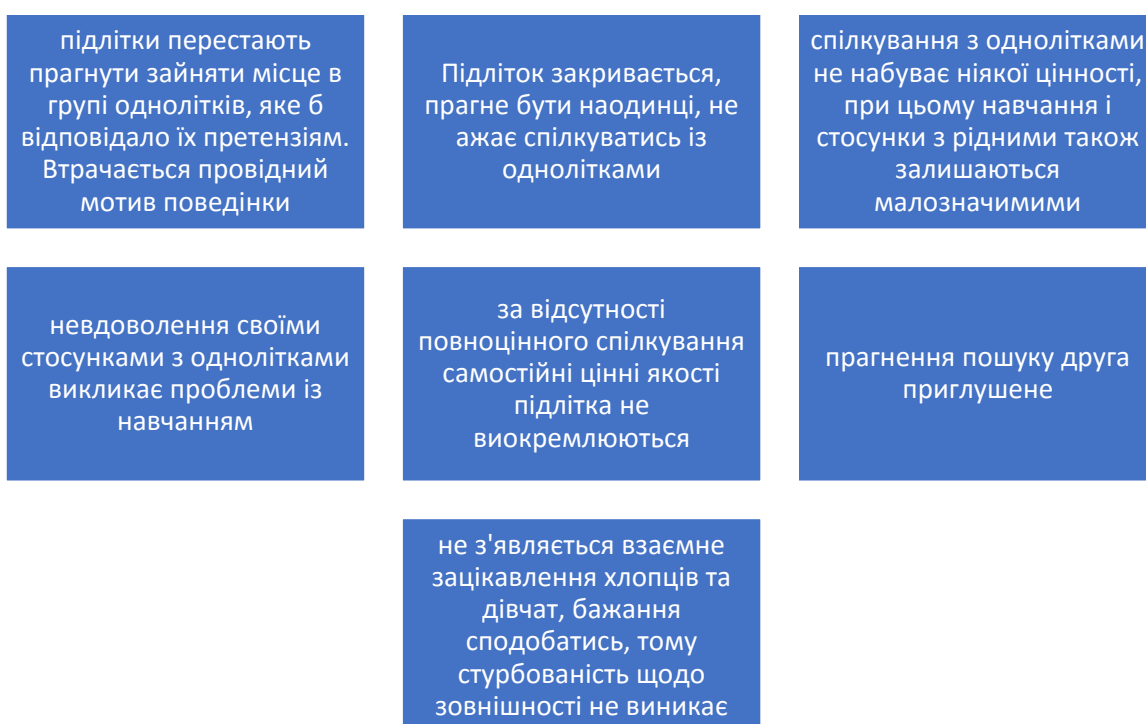 підлітки перестають
прагнути зайняти місце в
групі однолітків, яке б
відповідало їх претензіям.
Втрачається провідний
мотив поведінки
Підліток закривається,
прагне бути наодинці, не
ажає спілкуватись із
однолітками
спілкування з однолітками
не набуває ніякої цінності,
при цьому навчання і
стосунки з рідними також
залишаються
малозначимими
невдоволення своїми
стосунками з однолітками
викликає проблеми із
навчанням
за відсутності
повноцінного спілкування
самостійні цінні якості
підлітка не
виокремлюються
прагнення пошуку друга
приглушене
не з'являється взаємне
зацікавлення хлопців та
дівчат, бажання
сподобатись, тому
стурбованість щодо
зовнішності не виникає